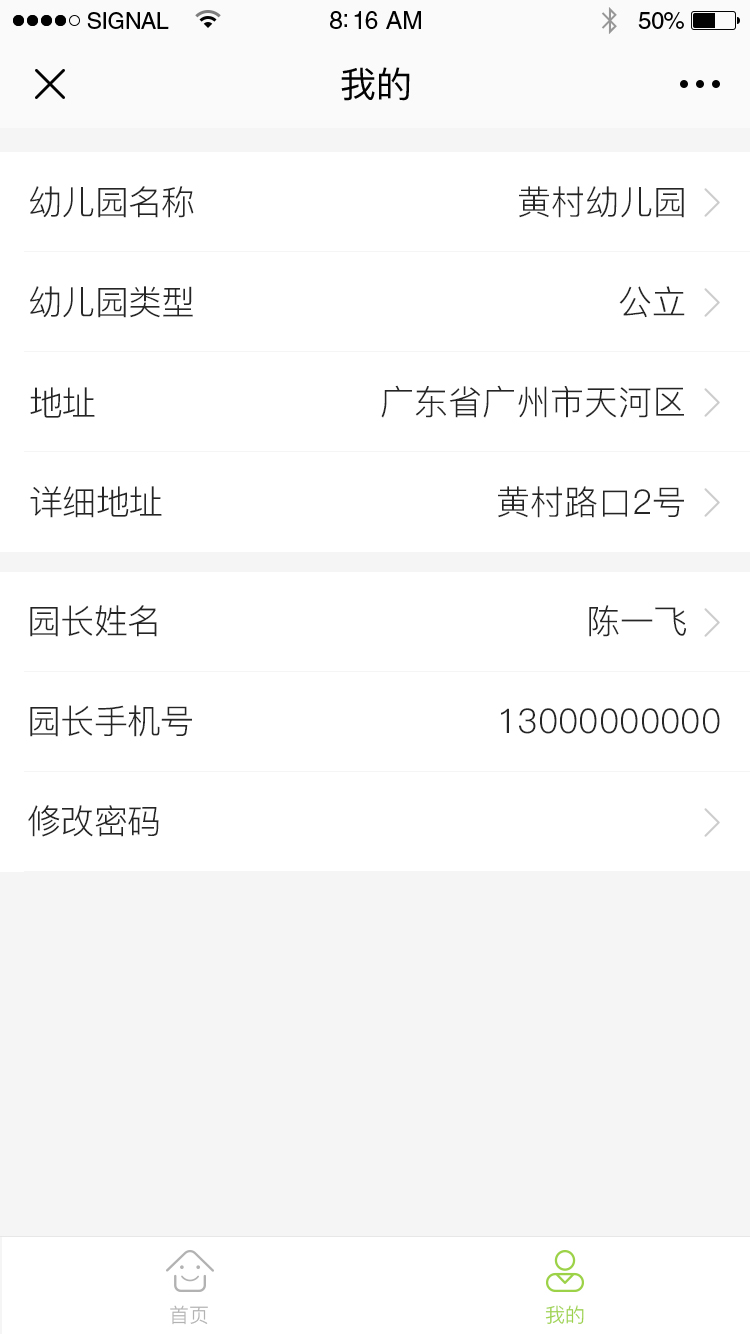 SIGNAL 8:16 AM 50%
我的
幼儿园名称 黄村幼儿园
幼儿园类型 公立
地址 广东省广州市天河区
详细地址 黄村路口2号
园长姓名 陈一飞
园长手机号 13000000000
修改密码
首页 我的